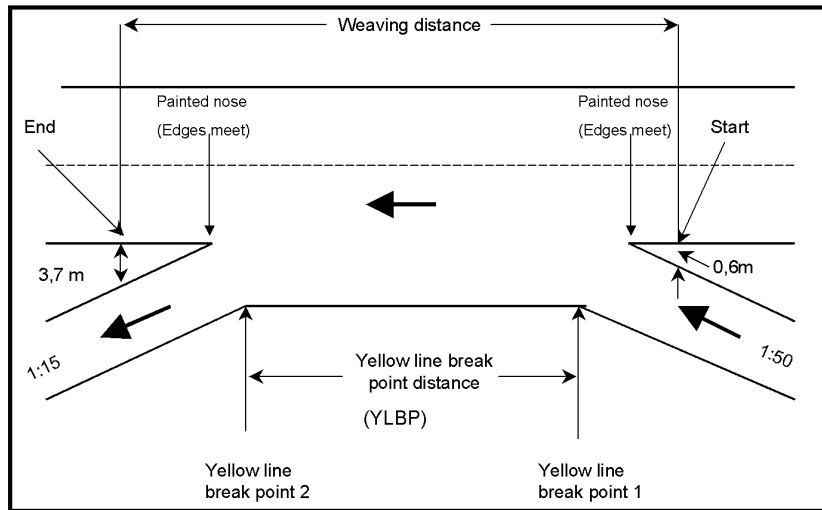 Weaving distance
Painted nose
(Edges meet)
Painted nose
(Edges meet)
End
Start
3,7 m
0,6m
1:15
1:50
Yellow line break
point distance
(YLBP)
Yellow line
break point 2
Yellow line
break point 1